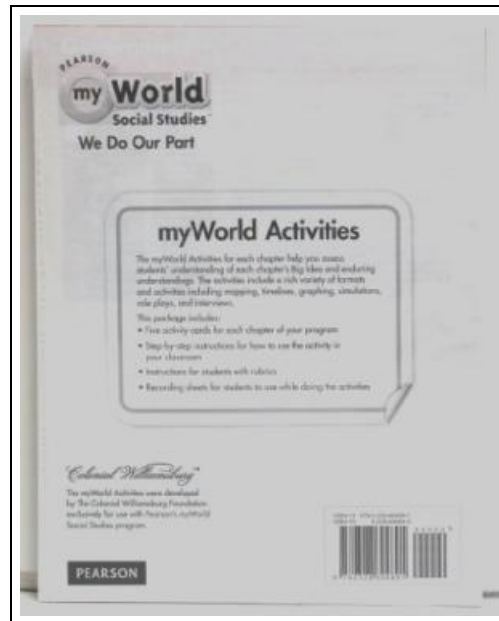 PEARSON
my World
Social Studies™
We Do Our Part
myWorld Activities
The myWorld Activities for each chapter help you assess
students' understanding of each chapter's Big Idea and enduring
understandings. The activities include a rich variety of formats
and activities including mapping, timelines, graphing, simulations,
role plays, and interviews.
This package includes:
• Five activity cards for each chapter of your program
• Step-by-step instructions for how to use the activity in
your classroom
• Instructions for students with rubrics
• Recording sheets for students to use while doing the activities
Colonial Williamsburg™
The myWorld Activities were developed
by The Colonial Williamsburg Foundation
exclusively for use with Pearson's myWorld
Social Studies program.
PEARSON